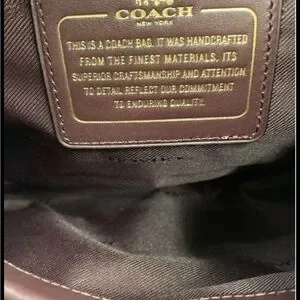 COACH
NEW YORK
THIS IS A COACH BAG. IT WAS HANDCRAFTED
FROM THE FINEST MATERIALS. ITS
SUPERIOR CRAFTSMANSHIP AND ATTENTION
TO DETAIL REFLECT OUR COMMITMENT
TO ENDURING QUALITY.